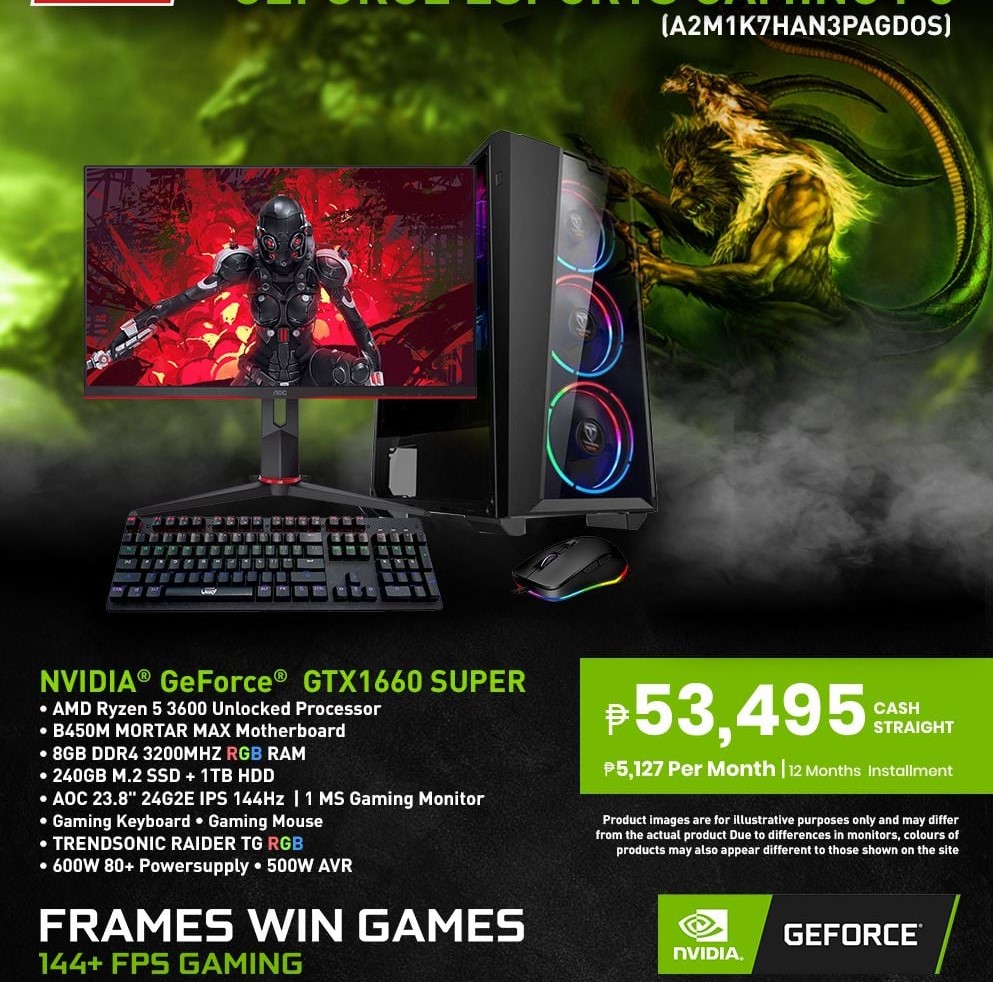 GEFORCE ESPORTS GAMING PC
(A2M1K7HAN3PAGDOS)
AOC
NVIDIA® GeForce® GTX1660 SUPER
• AMD Ryzen 5 3600 Unlocked Processor
• B450M MORTAR MAX Motherboard
• 8GB DDR4 3200MHZ RGB RAM
• 240GB M.2 SSD + 1TB HDD
• AOC 23.8" 24G2E IPS 144Hz | 1 MS Gaming Monitor
• Gaming Keyboard • Gaming Mouse
• TRENDSONIC RAIDER TG RGB
• 600W 80+ Powersupply • 500W AVR
₱53,495 CASH STRAIGHT
₱5,127 Per Month | 12 Months Installment
Product images are for illustrative purposes only and may differ
from the actual product Due to differences in monitors, colours of
products may also appear different to those shown on the site
FRAMES WIN GAMES
144+ FPS GAMING
NVIDIA.
GEFORCE®